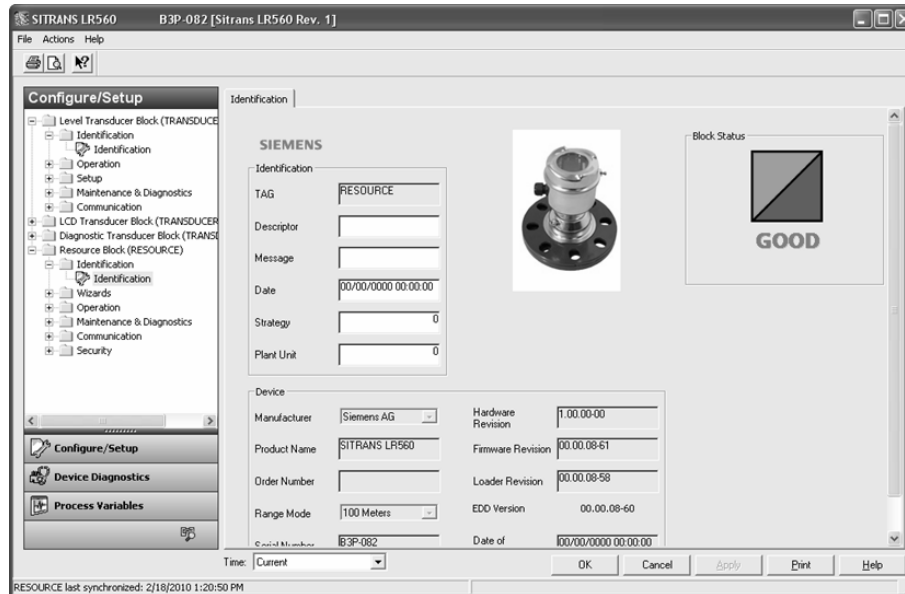 SITRANS LR560 B3P-082 [Sitrans LR560 Rev. 1]
File Actions Help
Configure/Setup
Level Transducer Block (TRANSDUCE
Identification
Identification
Operation
Setup
Maintenance & Diagnostics
Communication
LCD Transducer Block (TRANSDUCER
Diagnostic Transducer Block (TRANSD
Resource Block (RESOURCE)
Identification
Identification
Wizards
Operation
Maintenance & Diagnostics
Communication
Security
Configure/Setup
Device Diagnostics
Process Variables
Identification
SIEMENS
Identification
TAG RESOURCE
Descriptor
Message
Date 00/00/0000 00:00:00
Strategy 0
Plant Unit 0
Block Status
GOOD
Device
Manufacturer Siemens AG
Product Name SITRANS LR560
Order Number
Range Mode 100 Meters
Serial Number B3P-082
Hardware
Revision 1.00.00-00
Firmware Revision 00.00.08-61
Loader Revision 00.00.08-58
EDD Version 00.00.08-60
Date of 00/00/0000 00:00:00
Time: Current
OK Cancel Apply Print Help
RESOURCE last synchronized: 2/18/2010 1:20:50 PM